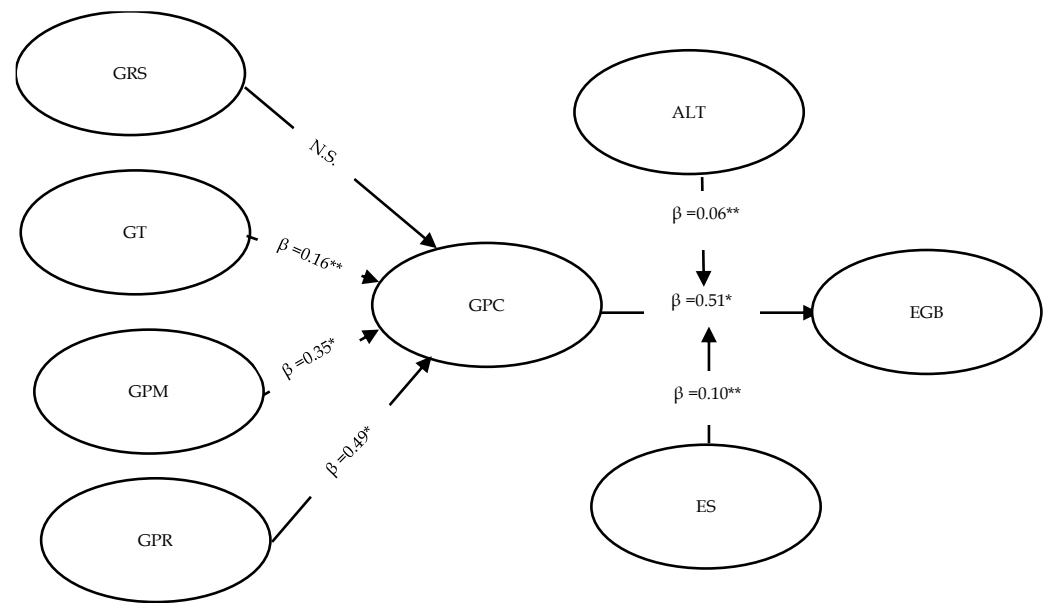 GRS
N.S.
GT
β =0.16**
GPM
β =0.35*
GPR
β =0.49*
GPC
ALT
β =0.06**
β =0.51*
β =0.10**
ES
EGB